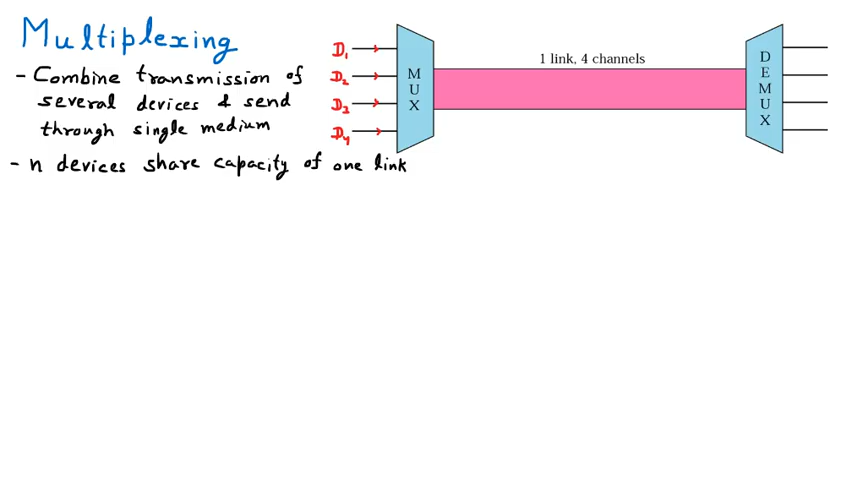 Multiplexing
- Combine transmission of
several devices & send
through single medium
- n devices share capacity of one link
D1
D2
D3
D4
MUX
1 link, 4 channels
DEMUX